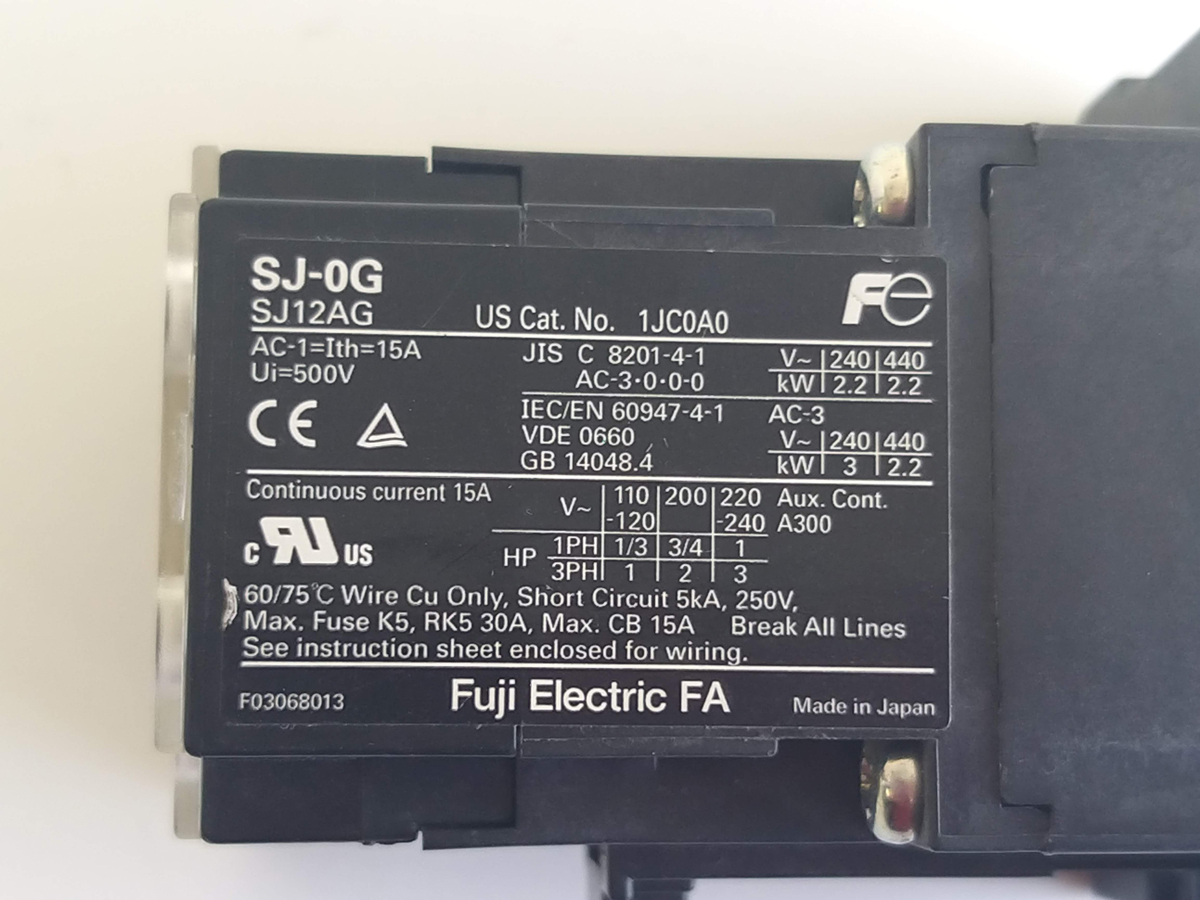 SJ-0G
Fe
SJ12AG US Cat. No. 1JC0A0
AC-1=Ith=15A
Ui=500V
CE
JIS C 8201-4-1
AC-3·0·0-0
V~ 240 440
kW 2.2 2.2
IEC/EN 60947-4-1
VDE 0660
GB 14048.4
AC-3
V~ 240 440
kW 3 2.2
Continuous current 15A
C RU US
V~ 110-120 200 220-240
HP 1PH 1/3 3/4 1
3PH 1 2 3
Aux. Cont.
A300
60/75℃ Wire Cu Only, Short Circuit 5kA, 250V,
Max. Fuse K5, RK5 30A, Max. CB 15A Break All Lines
See instruction sheet enclosed for wiring.
F03068013 Fuji Electric FA Made in Japan